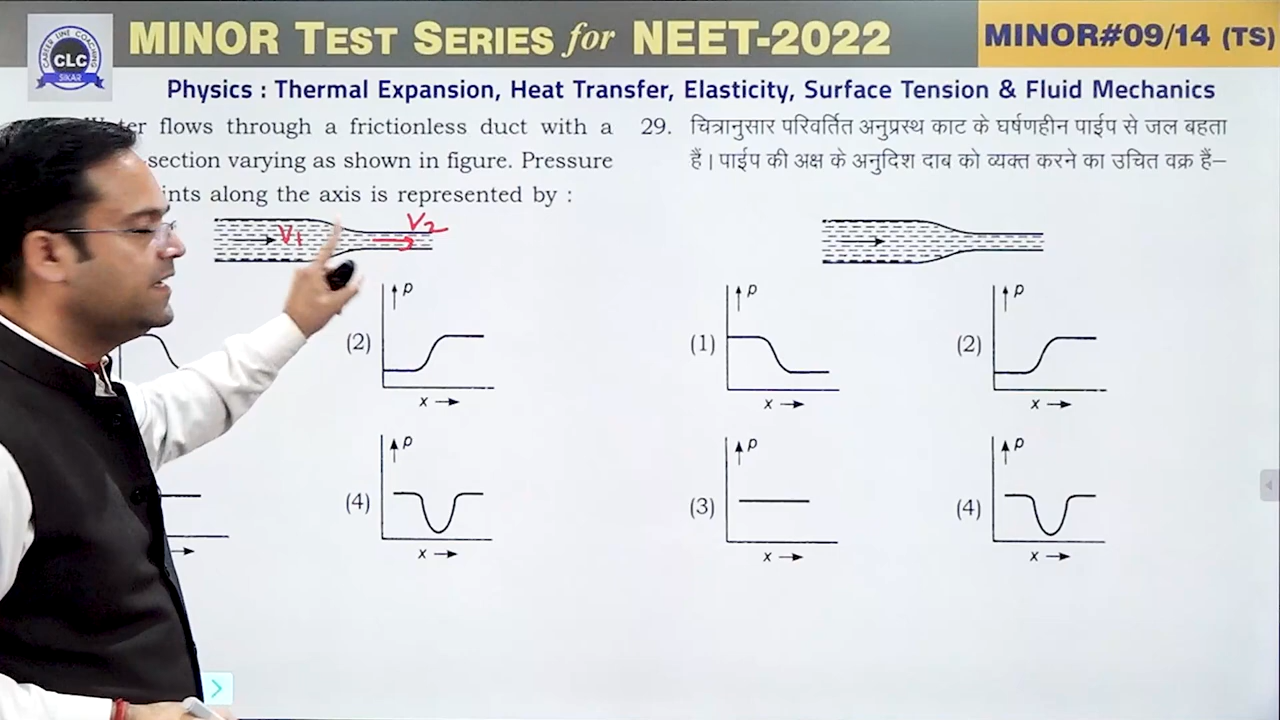 CAREER LINE COACHING
CLC
SIKAR
MINOR TEST SERIES for NEET-2022
MINOR#09/14 (TS)
Physics : Thermal Expansion, Heat Transfer, Elasticity, Surface Tension & Fluid Mechanics
flows through a frictionless duct with a
-section varying as shown in figure. Pressure
along the axis is represented by :
V1
V2
(2)
p
x
(4)
p
x
29. चित्रानुसार परिवर्तित अनुप्रस्थ काट के घर्षणहीन पाईप से जल बहता
हैं। पाईप की अक्ष के अनुदिश दाब को व्यक्त करने का उचित वक्र हैं–
(1)
p
x
(2)
p
x
(3)
p
x
(4)
p
x